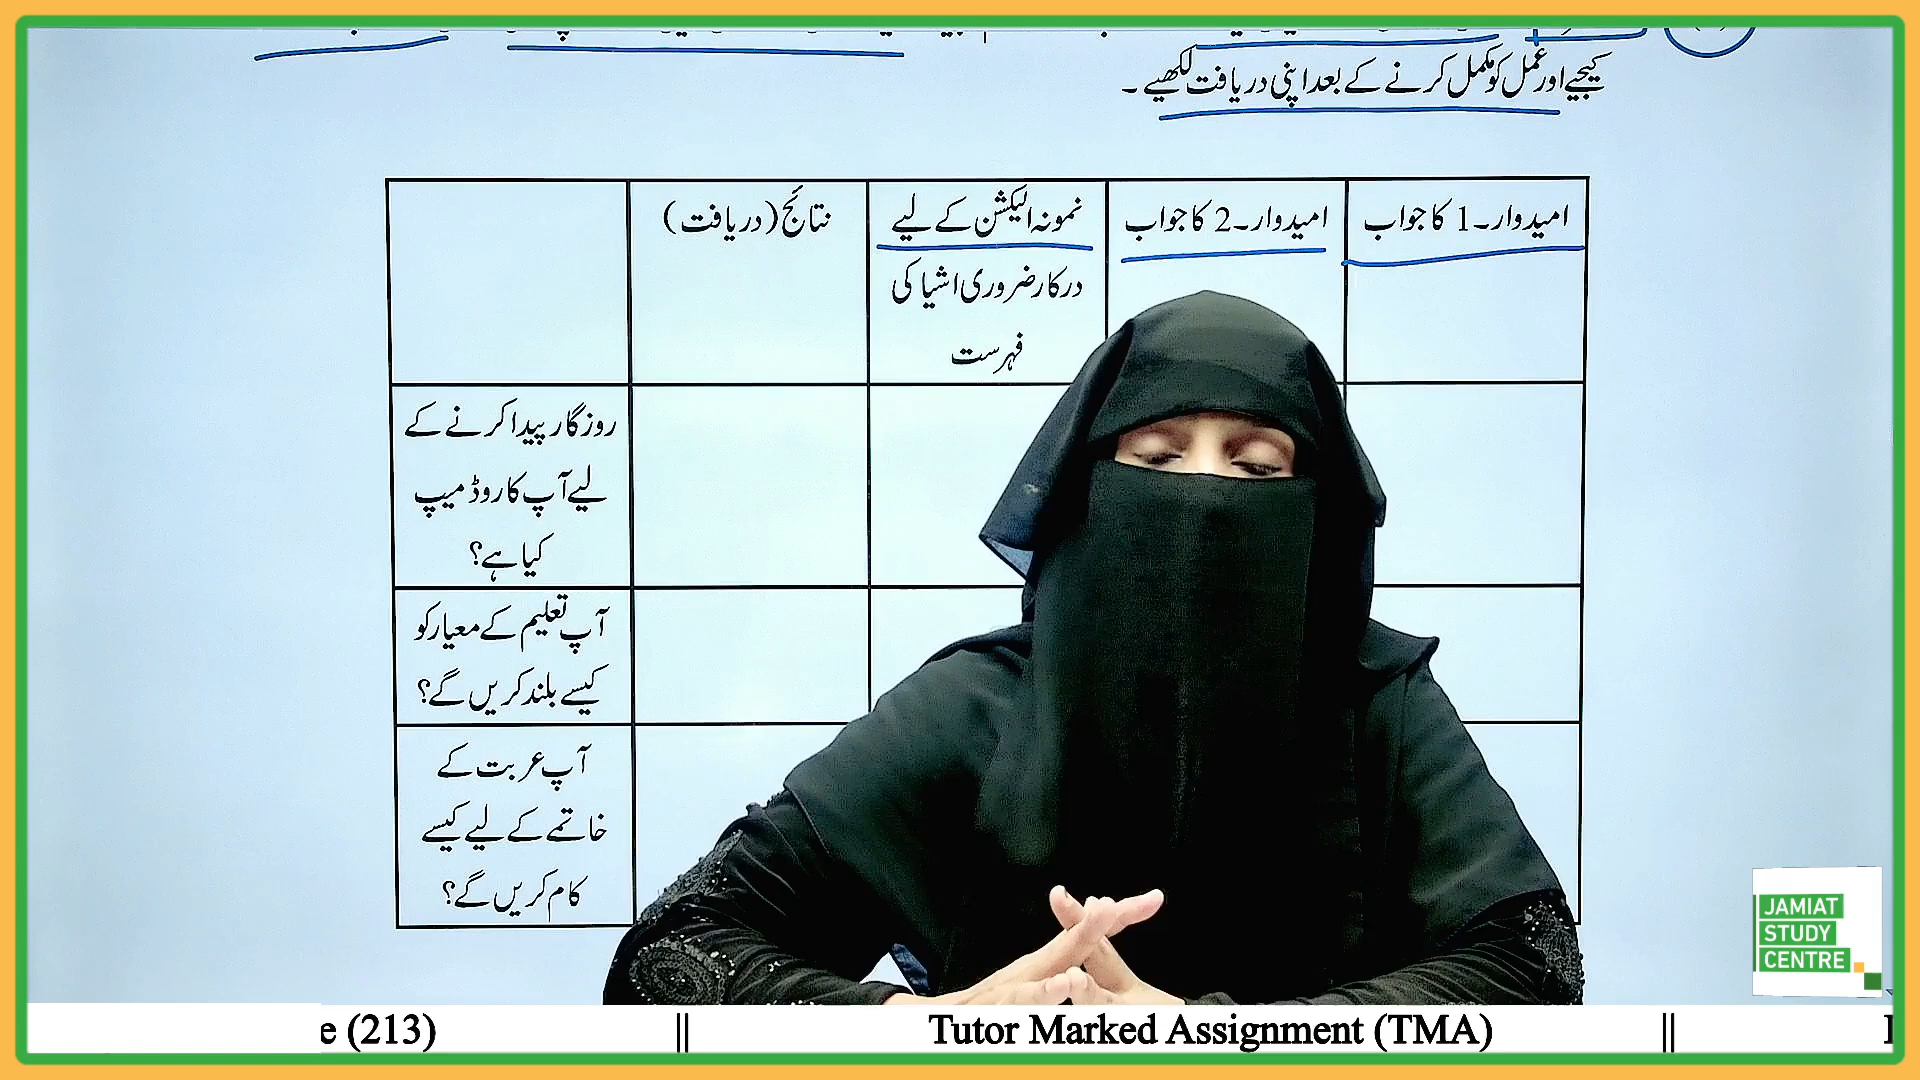 کیجیے اور عمل کو مکمل کرنے کے بعد اپنی دریافت لکھیے ۔
امیدوار۔1 کا جواب
امیدوار۔2 کا جواب
نمونہ الیکشن کے لیے
درکار ضروری اشیا کی
فہرست
نتائج (دریافت)
روزگار پیدا کرنے کے
لیے آپ کا روڈ میپ
کیا ہے؟
آپ تعلیم کے معیار کو
کیسے بلند کریں گے؟
آپ غربت کے
خاتمے کے لیے کیسے
کام کریں گے؟
JAMIAT
STUDY
CENTRE
e (213) || Tutor Marked Assignment (TMA) ||